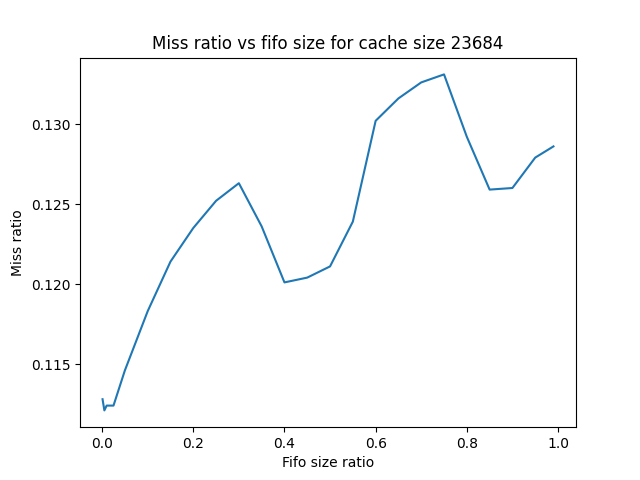 Miss ratio vs fifo size for cache size 23684
0.130
0.125
0.120
0.115
Miss ratio
0.0 0.2 0.4 0.6 0.8 1.0
Fifo size ratio